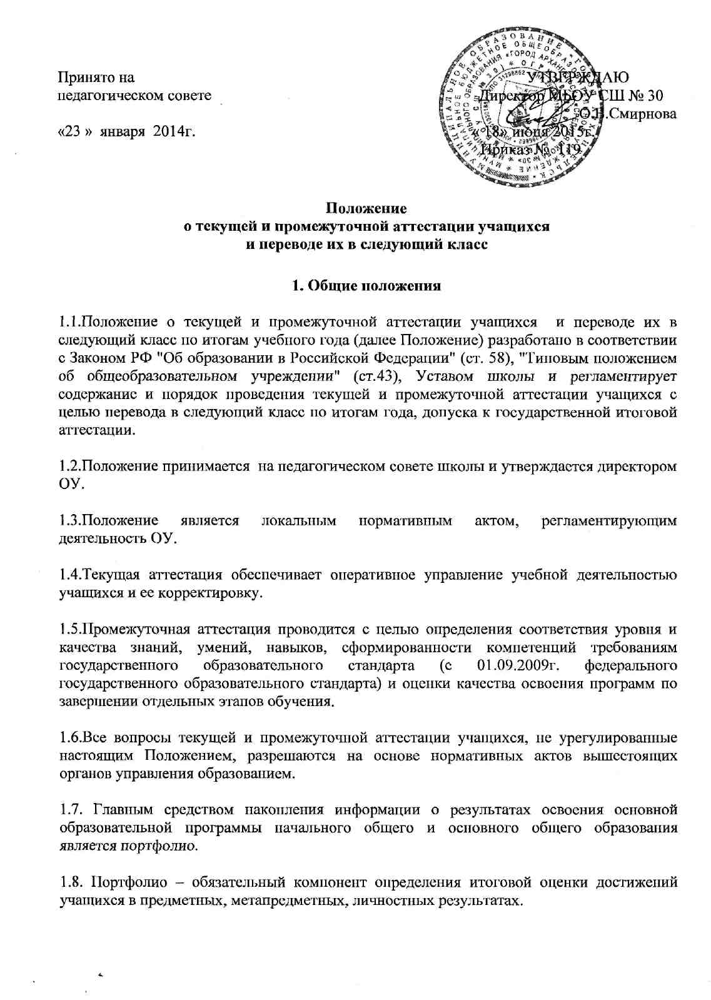 Принято на
педагогическом совете
«23 » января 2014г.
УТВЕРЖДАЮ
Директор МБОУ СШ № 30
О.В.Смирнова
« 18» июня 2015г.
Приказ № 119
Положение
о текущей и промежуточной аттестации учащихся
и переводе их в следующий класс
1. Общие положения
1.1.Положение о текущей и промежуточной аттестации учащихся и переводе их в
следующий класс по итогам учебного года (далее Положение) разработано в соответствии
с Законом РФ "Об образовании в Российской Федерации" (ст. 58), "Типовым положением
об общеобразовательном учреждении" (ст.43), Уставом школы и регламентирует
содержание и порядок проведения текущей и промежуточной аттестации учащихся с
целью перевода в следующий класс по итогам года, допуска к государственной итоговой
аттестации.
1.2.Положение принимается на педагогическом совете школы и утверждается директором
ОУ.
1.3.Положение является локальным нормативным актом, регламентирующим
деятельность ОУ.
1.4.Текущая аттестация обеспечивает оперативное управление учебной деятельностью
учащихся и ее корректировку.
1.5.Промежуточная аттестация проводится с целью определения соответствия уровня и
качества знаний, умений, навыков, сформированности компетенций требованиям
государственного образовательного стандарта (с 01.09.2009г. федерального
государственного образовательного стандарта) и оценки качества освоения программ по
завершении отдельных этапов обучения.
1.6.Все вопросы текущей и промежуточной аттестации учащихся, не урегулированные
настоящим Положением, разрешаются на основе нормативных актов вышестоящих
органов управления образованием.
1.7. Главным средством накопления информации о результатах освоения основной
образовательной программы начального общего и основного общего образования
является портфолио.
1.8. Портфолио – обязательный компонент определения итоговой оценки достижений
учащихся в предметных, метапредметных, личностных результатах.